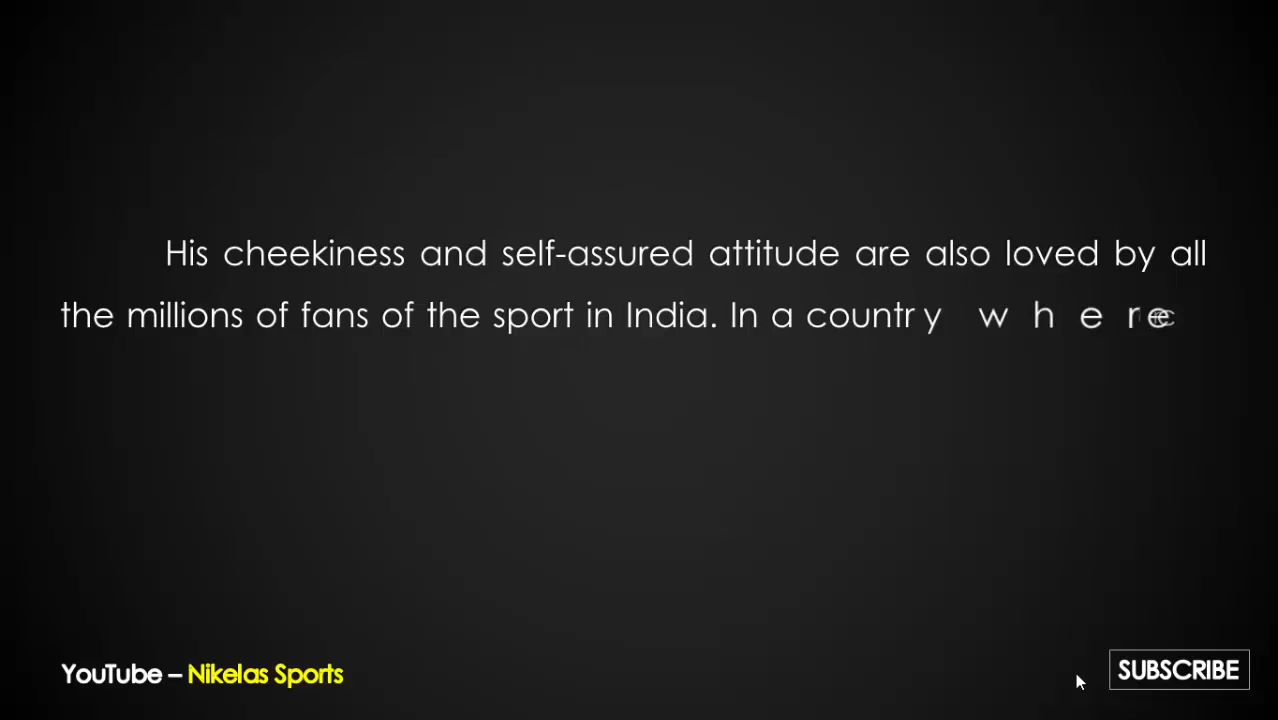 His cheekiness and self-assured attitude are also loved by all
the millions of fans of the sport in India. In a country where
YouTube – Nikelas Sports
SUBSCRIBE